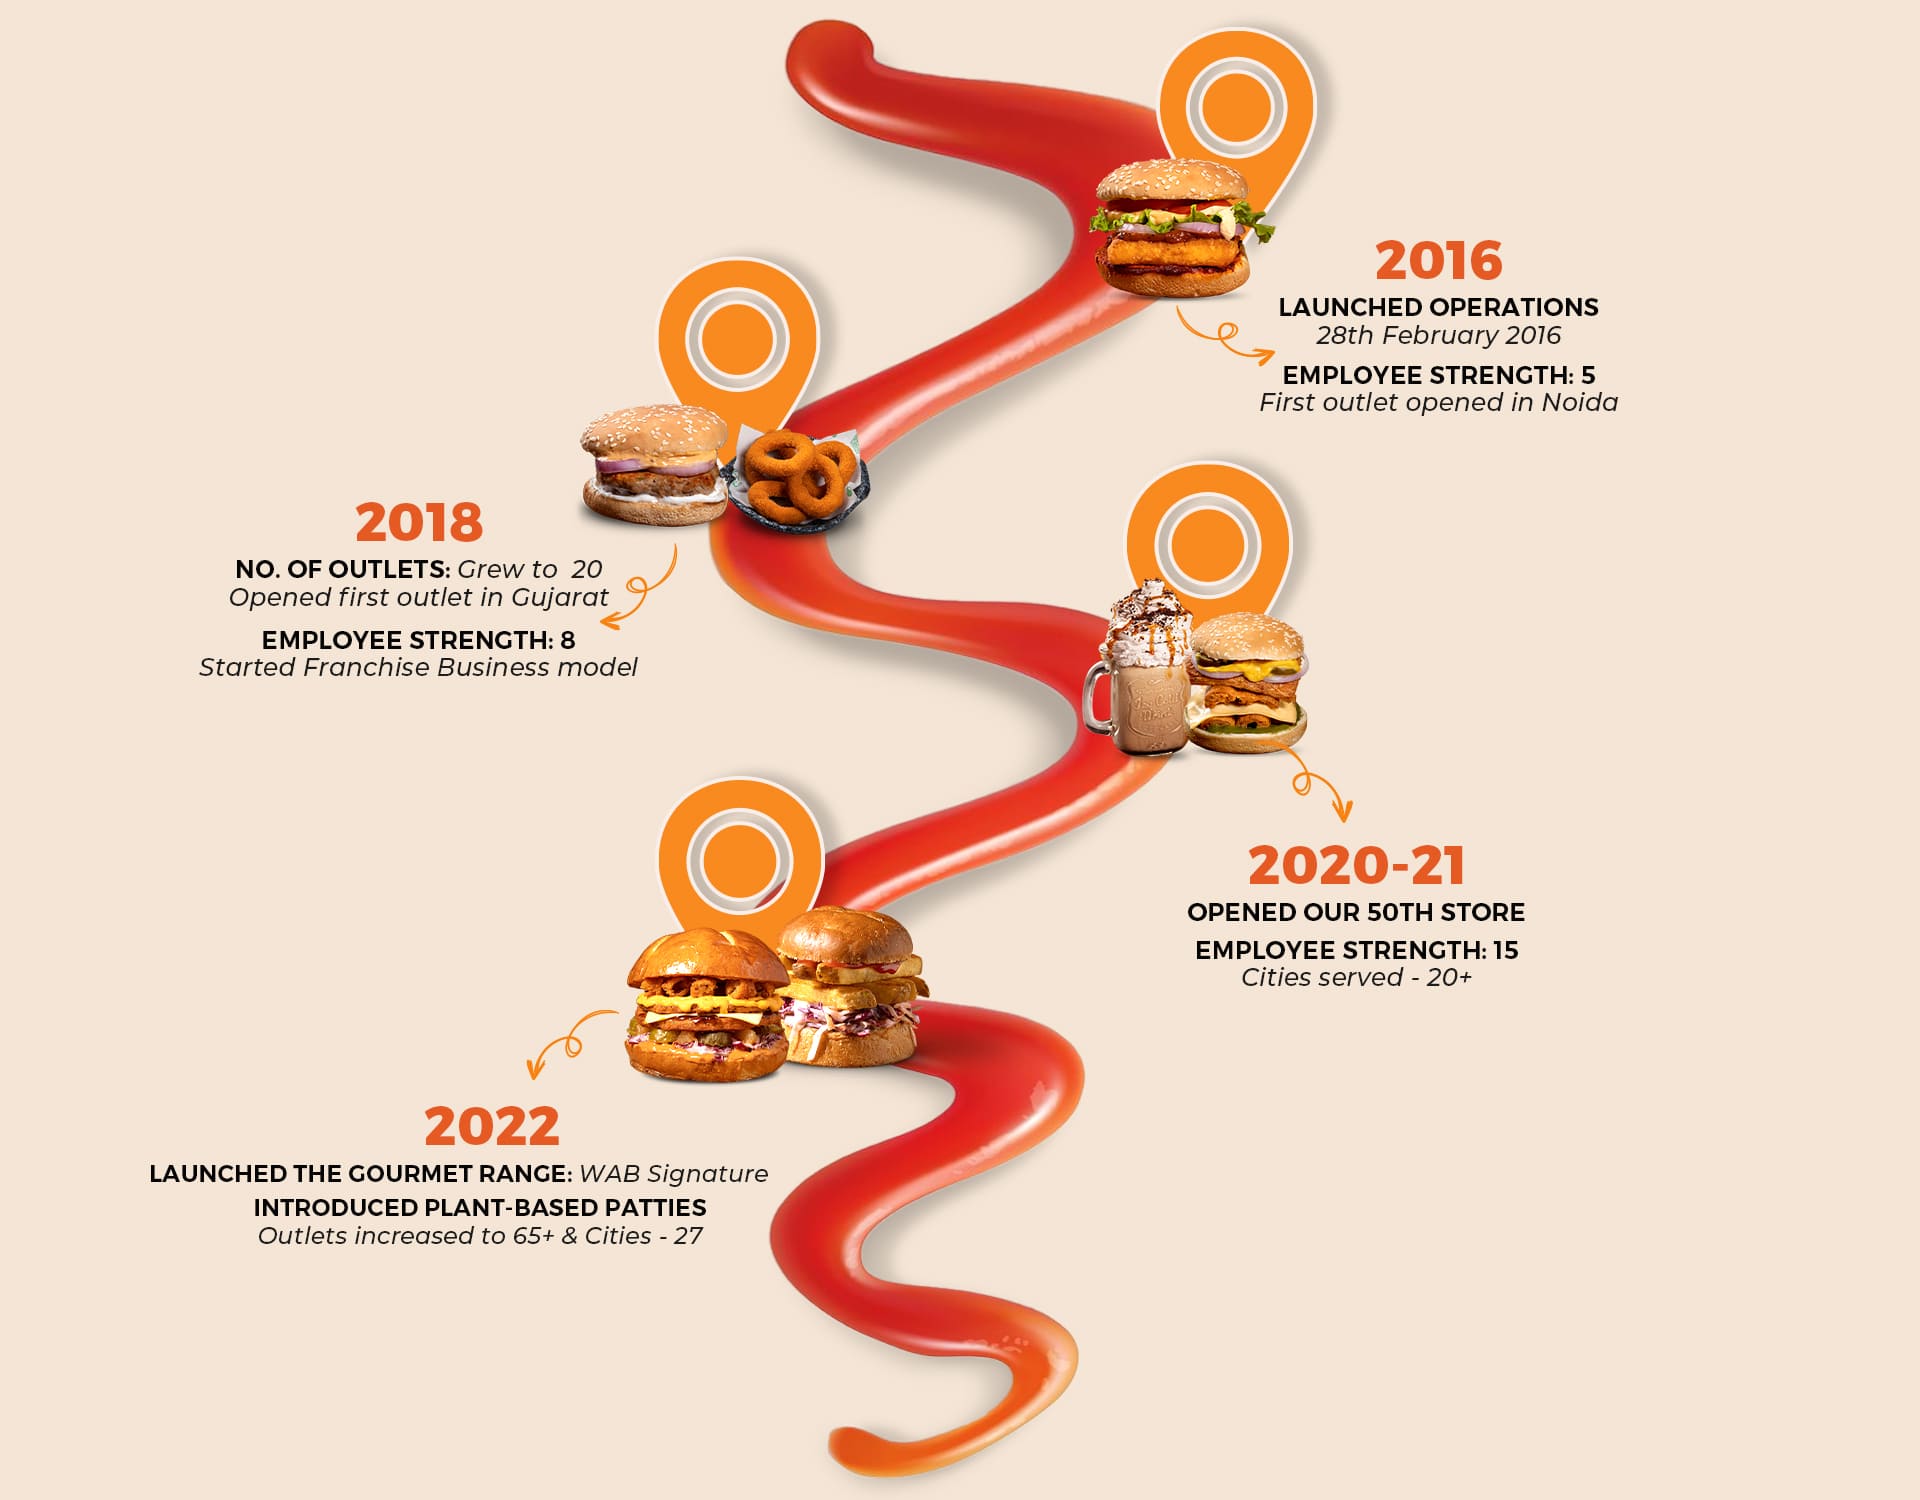 2016
LAUNCHED OPERATIONS
28th February 2016
EMPLOYEE STRENGTH: 5
First outlet opened in Noida
2018
NO. OF OUTLETS: Grew to 20
Opened first outlet in Gujarat
EMPLOYEE STRENGTH: 8
Started Franchise Business model
2020-21
OPENED OUR 50TH STORE
EMPLOYEE STRENGTH: 15
Cities served - 20+
2022
LAUNCHED THE GOURMET RANGE: WAB Signature
INTRODUCED PLANT-BASED PATTIES
Outlets increased to 65+ & Cities - 27